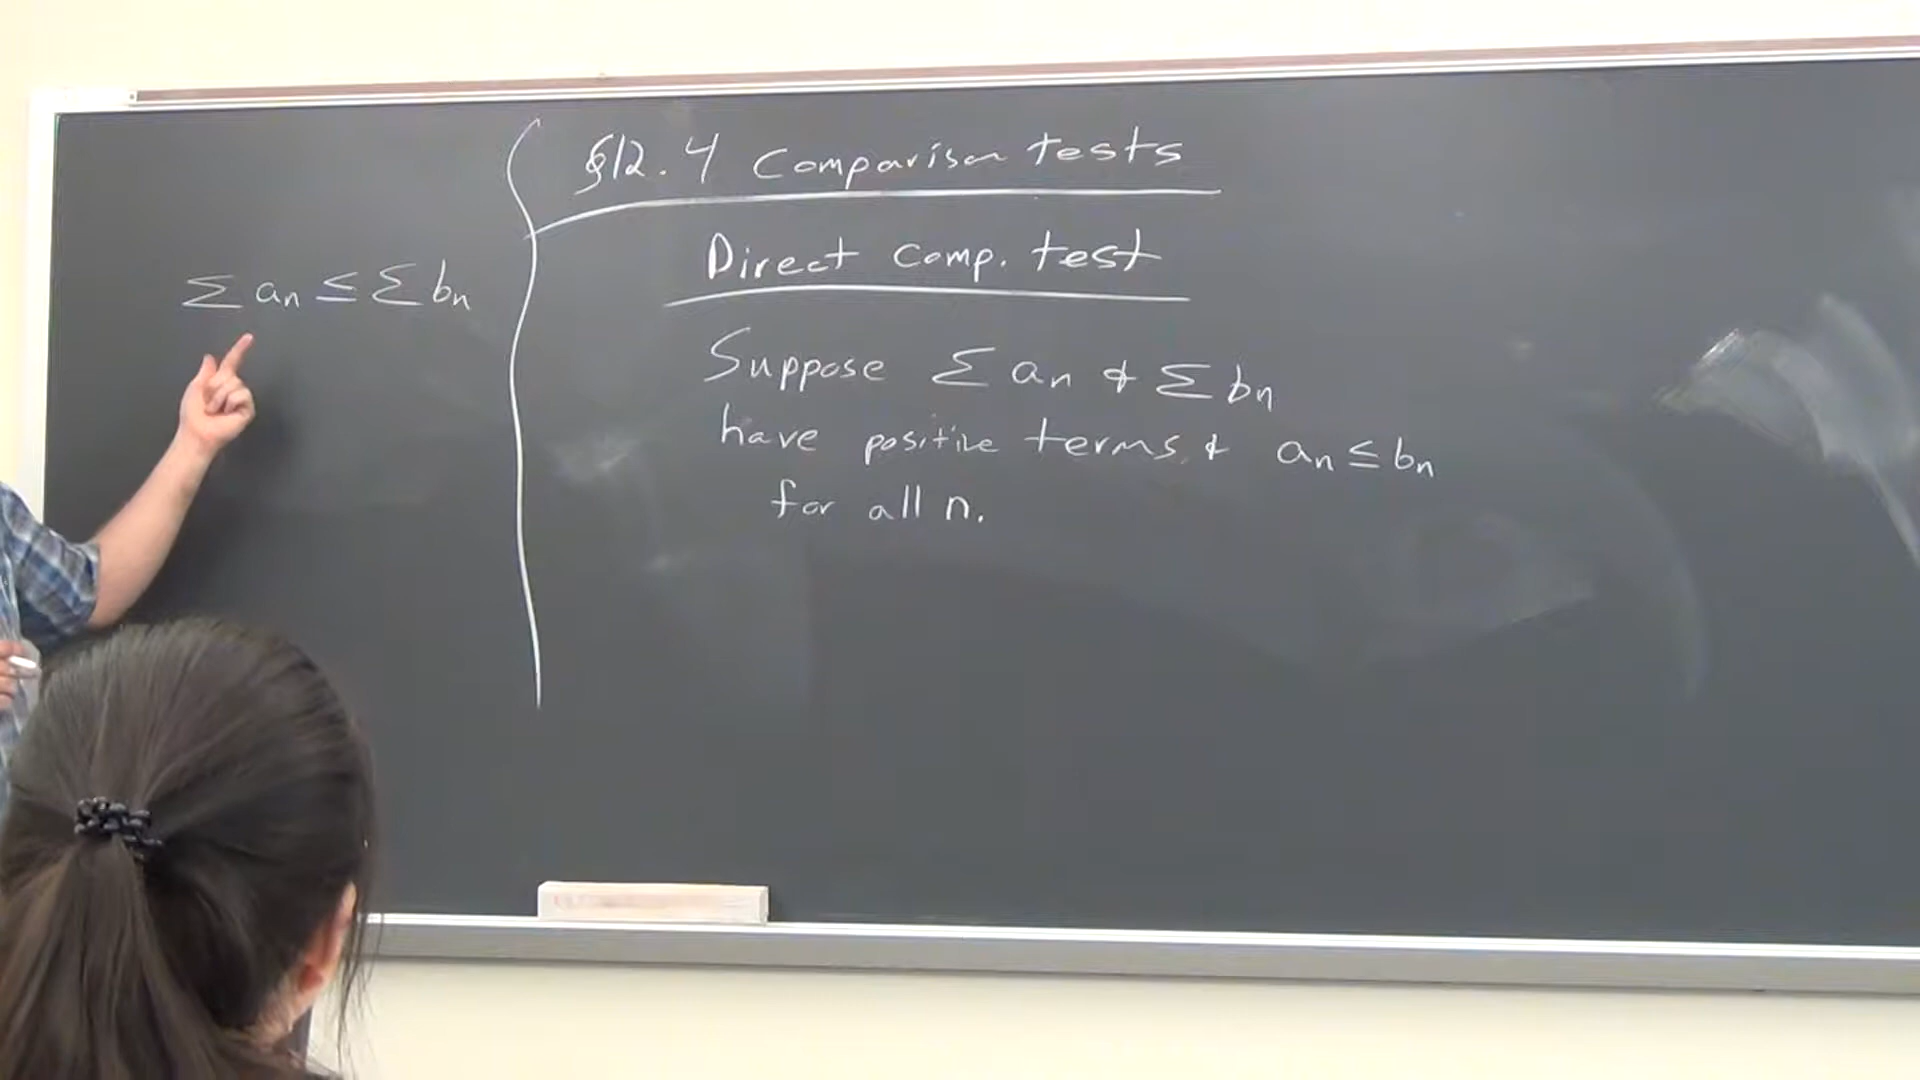 Σ an ≤ Σ bn
§12.4 Comparison tests
Direct comp. test
Suppose Σ an & Σ bn
have positive terms, & an ≤ bn
for all n.